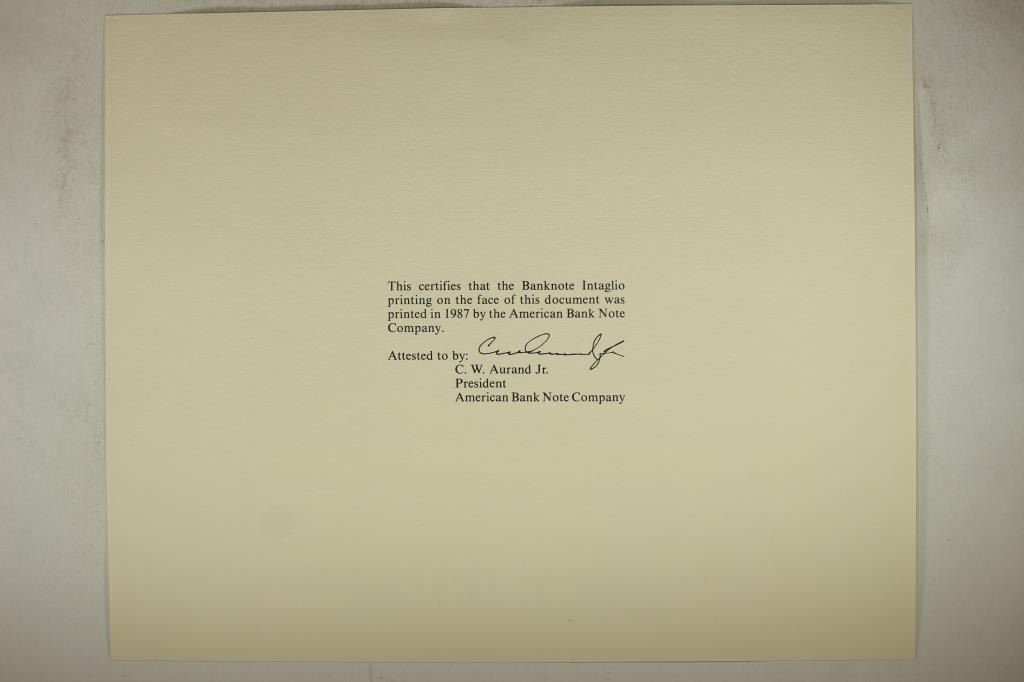 This certifies that the Banknote Intaglio
printing on the face of this document was
printed in 1987 by the American Bank Note
Company.
Attested to by:
C. W. Aurand Jr.
President
American Bank Note Company